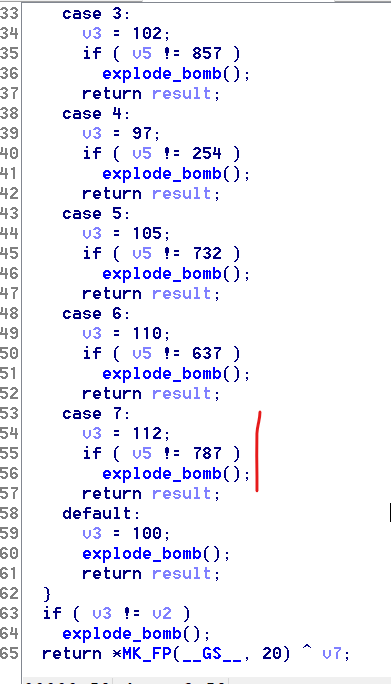 33 case 3:
34 v3 = 102;
35 if ( v5 != 857 )
36 explode_bomb();
37 return result;
38 case 4:
39 v3 = 97;
40 if ( v5 != 254 )
41 explode_bomb();
42 return result;
43 case 5:
44 v3 = 105;
45 if ( v5 != 732 )
46 explode_bomb();
47 return result;
48 case 6:
49 v3 = 110;
50 if ( v5 != 637 )
51 explode_bomb();
52 return result;
53 case 7:
54 v3 = 112;
55 if ( v5 != 787 )
56 explode_bomb();
57 return result;
58 default:
59 v3 = 100;
60 explode_bomb();
61 return result;
62 }
63 if ( v3 != v2 )
64 explode_bomb();
65 return *MK_FP(__GS__, 20) ^ v7;